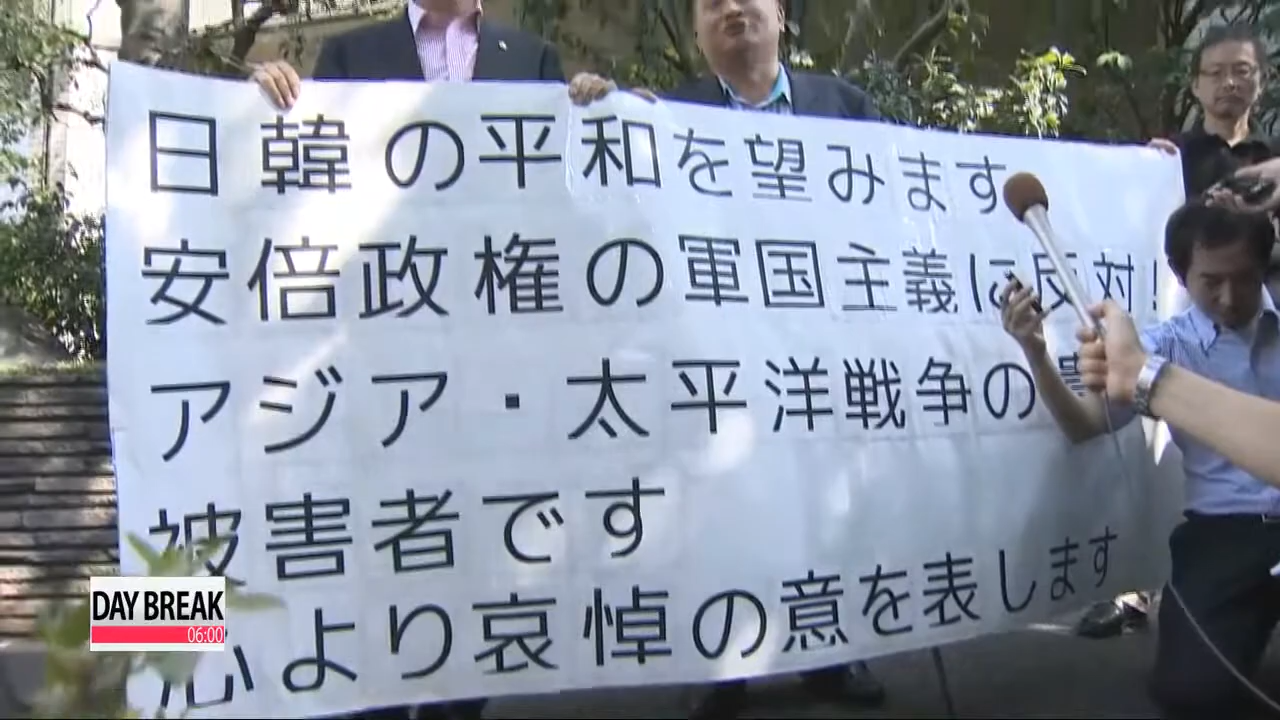 日韓の平和を望みます
安倍政権の軍国主義に反対!
アジア・太平洋戦争の
被害者です
心より哀悼の意を表します
DAY BREAK
06:00